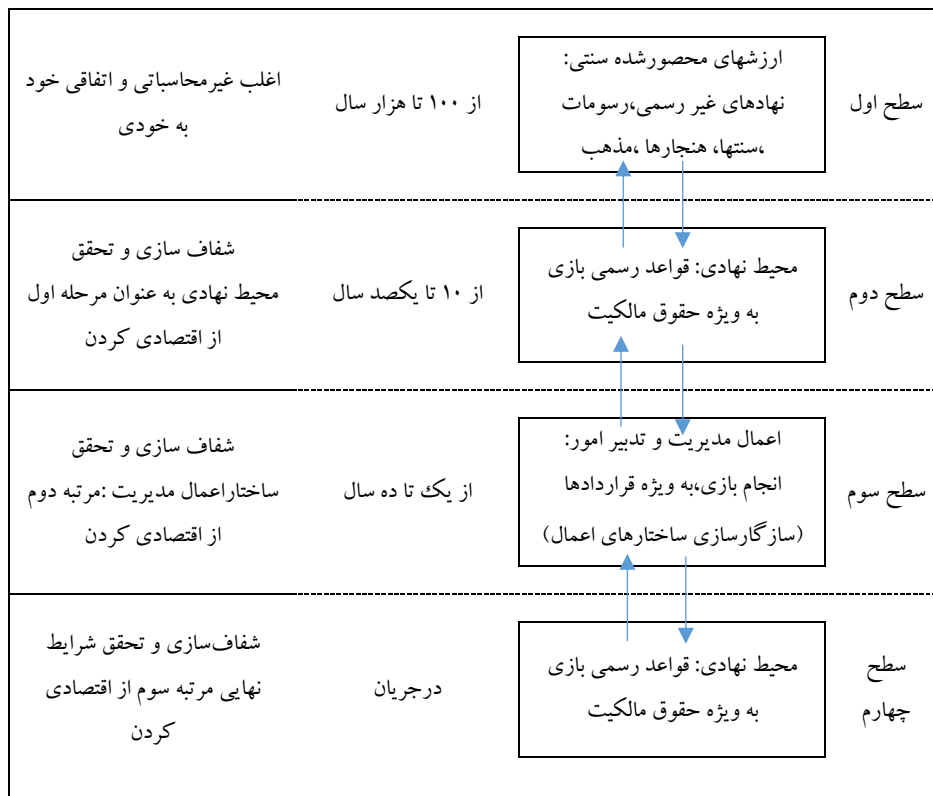 سطح اول
ارزشهای محصورشده سنتی:
نهادهای غیر رسمی،رسومات
،سنتها، هنجارها ،مذهب
از ۱۰۰ تا هزار سال
اغلب غیرمحاسباتی و اتفاقی خود
به خودی
سطح دوم
محیط نهادی: قواعد رسمی بازی
به ویژه حقوق مالکیت
از ۱۰ تا یکصد سال
شفاف سازی و تحقق
محیط نهادی به عنوان مرحله اول
از اقتصادی کردن
سطح سوم
اعمال مدیریت و تدبیر امور:
انجام بازی،به ویژه قراردادها
(سازگارسازی ساختارهای اعمال)
از یک تا ده سال
شفاف سازی و تحقق
ساختاراعمال مدیریت :مرتبه دوم
از اقتصادی کردن
سطح
چهارم
محیط نهادی: قواعد رسمی بازی
به ویژه حقوق مالکیت
درجریان
شفاف‌سازی و تحقق شرایط
نهایی مرتبه سوم از اقتصادی
کردن